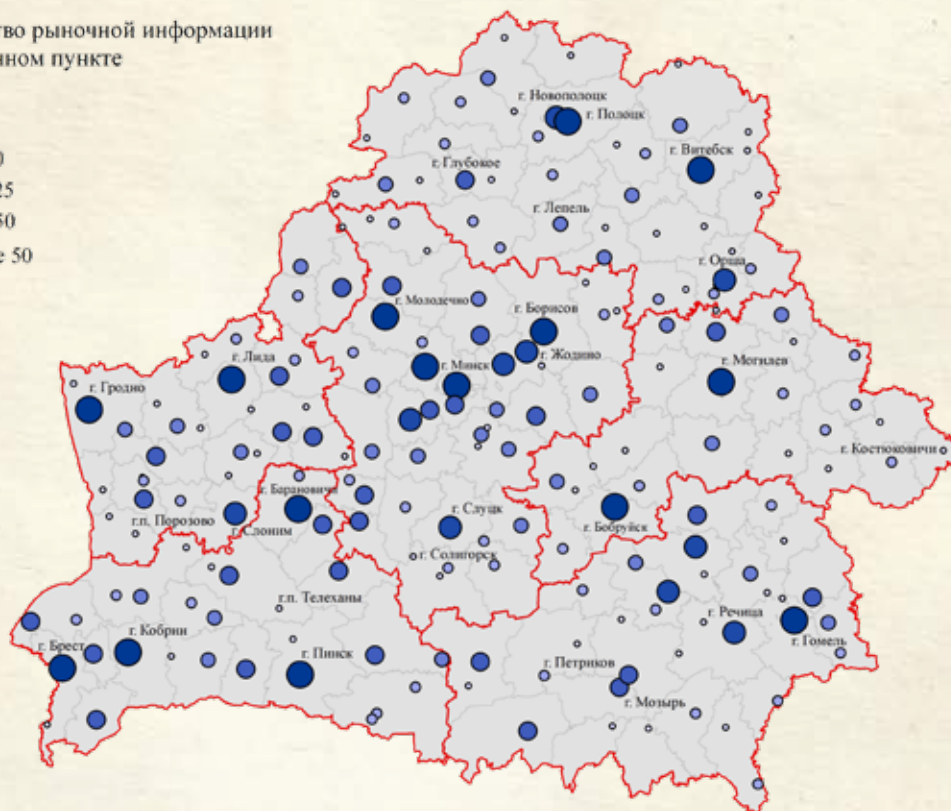 тво рыночной информации
нном пункте
0
25
50
е 50
г. Новополоцк
г. Полоцк
г. Глубокое
г. Витебск
г. Лепель
г. Орша
г. Молодечно
г. Борисов
г. Жодино
г. Минск
г. Лида
г. Могилев
г. Гродно
г. Костюковичи
г. Барановичи
г.п. Порозово
г. Слоним
г. Слуцк
г. Бобруйск
г. Солигорск
г.п. Телеханы
г. Речица
г. Гомель
г. Кобрин
г. Брест
г. Пинск
г. Петриков
г. Мозырь